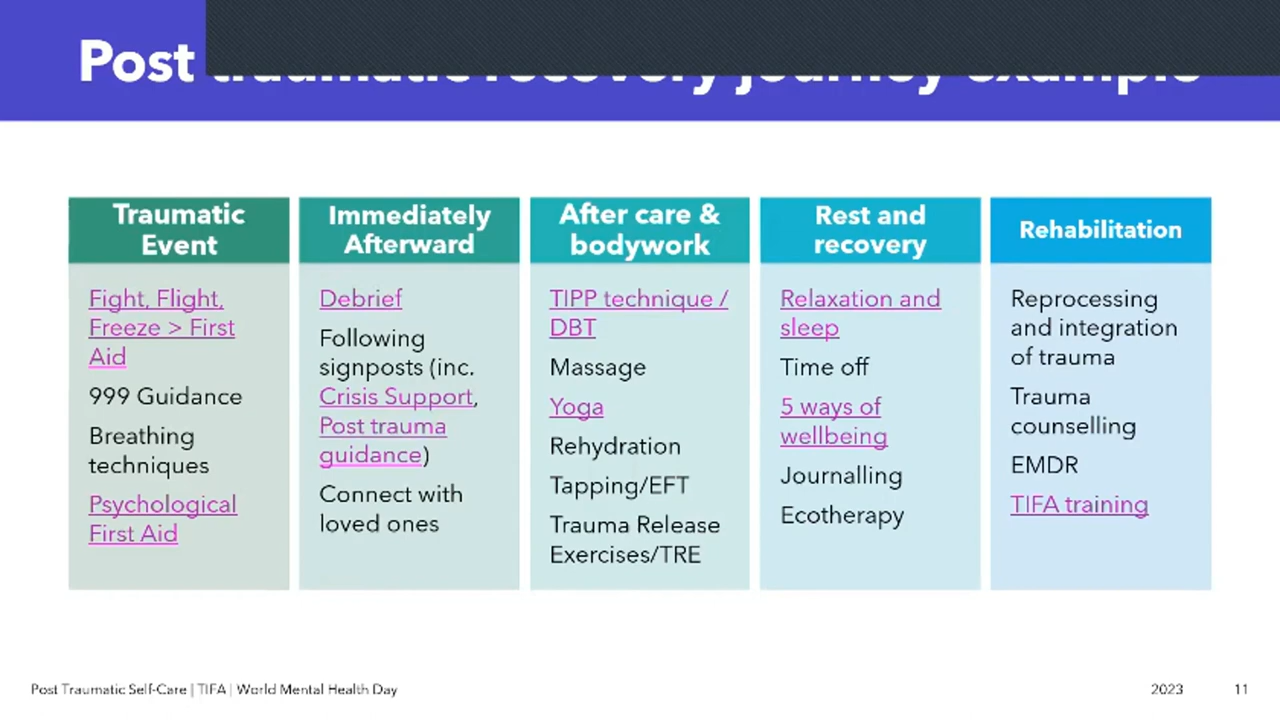 Post traumatic recovery journey example
Traumatic
Event
Fight, Flight,
Freeze > First
Aid
999 Guidance
Breathing
techniques
Psychological
First Aid
Immediately
Afterward
Debrief
Following
signposts (inc.
Crisis Support,
Post trauma
guidance)
Connect with
loved ones
After care &
bodywork
TIPP technique /
DBT
Massage
Yoga
Rehydration
Tapping/EFT
Trauma Release
Exercises/TRE
Rest and
recovery
Relaxation and
sleep
Time off
5 ways of
wellbeing
Journalling
Ecotherapy
Rehabilitation
Reprocessing
and integration
of trauma
Trauma
counselling
EMDR
TIFA training
Post Traumatic Self-Care | TIFA | World Mental Health Day
2023
11